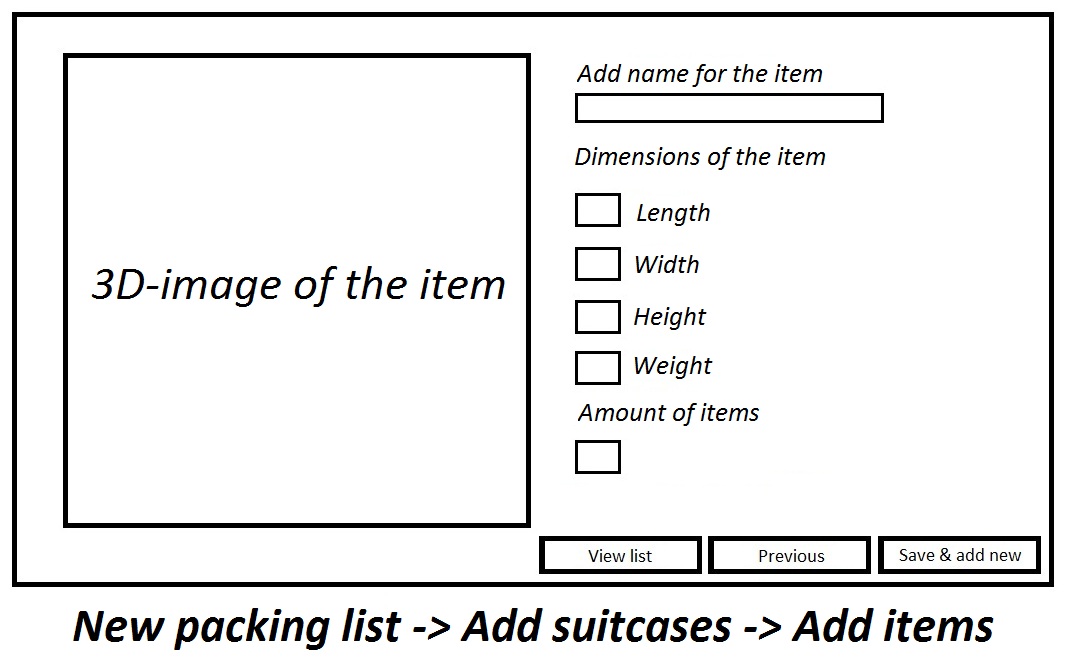 3D-image of the item
Add name for the item
Dimensions of the item
Length
Width
Height
Weight
Amount of items
View list
Previous
Save & add new
New packing list -> Add suitcases -> Add items